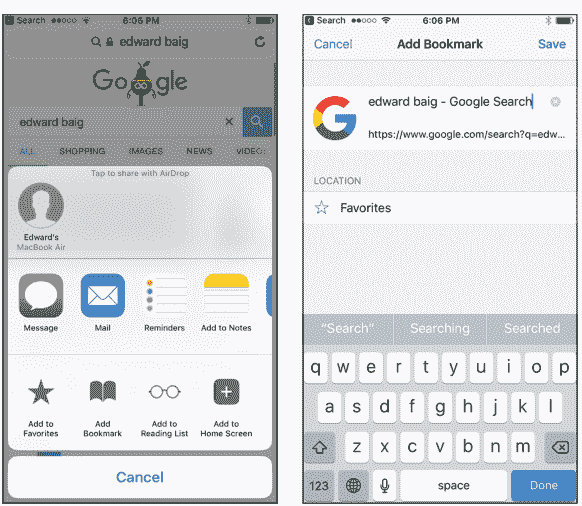 Search 6:06 PM
edward baig
Google
edward baig
ALL SHOPPING IMAGES NEWS VIDEO
Tap to share with AirDrop
Edward's
MacBook Air
Message Mail Reminders Add to Notes
Add to Favorites
Add Bookmark
Add to Reading List
Add to Home Screen
Cancel
Search 6:06 PM
Cancel Add Bookmark Save
edward baig - Google Search
https://www.google.com/search?q=edw...
LOCATION
Favorites
"Search" Searching Searched
q w e r t y u i o p
a s d f g h j k l
z x c v b n m
123 space Done